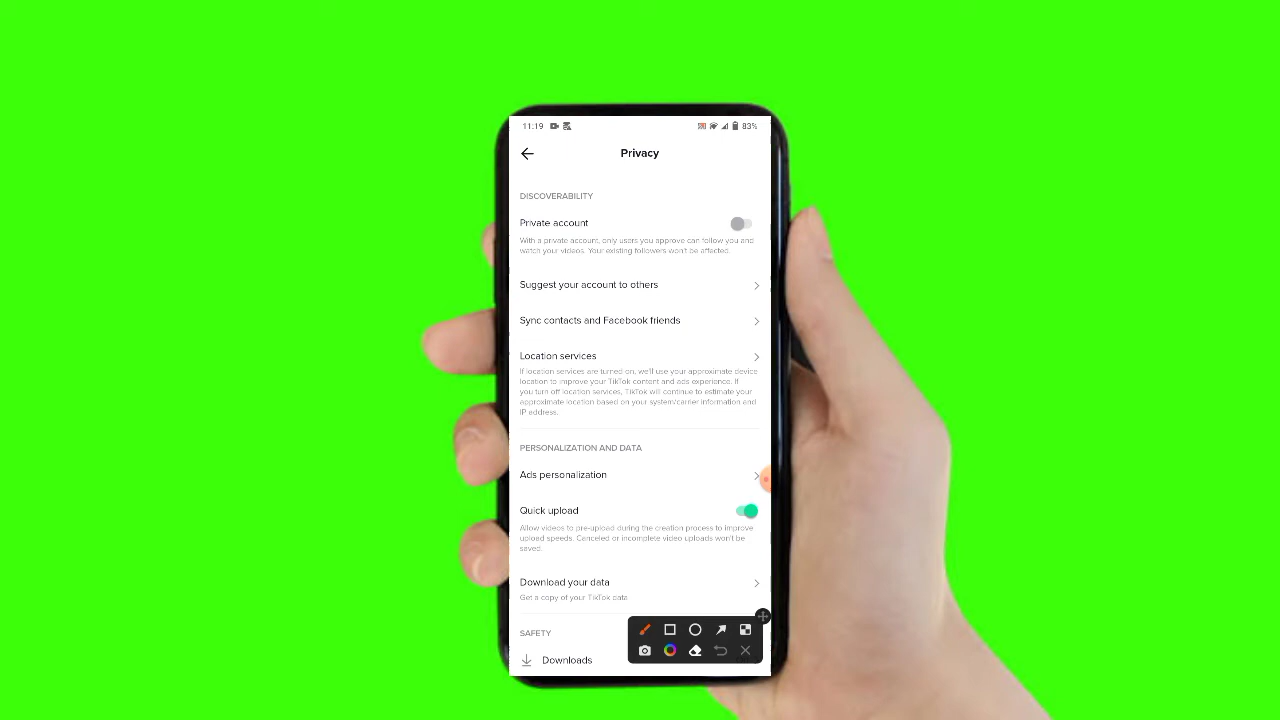 11:19
83%
Privacy
DISCOVERABILITY
Private account
With a private account, only users you approve can follow you and
watch your videos. Your existing followers won't be affected.
Suggest your account to others
Sync contacts and Facebook friends
Location services
If location services are turned on, we'll use your approximate device
location to improve your TikTok content and ads experience. If
you turn off location services, TikTok will continue to estimate your
approximate location based on your system/carrier information and
IP address.
PERSONALIZATION AND DATA
Ads personalization
Quick upload
Allow videos to pre-upload during the creation process to improve
upload speeds. Canceled or incomplete video uploads won't be
saved.
Download your data
Get a copy of your TikTok data
SAFETY
Downloads